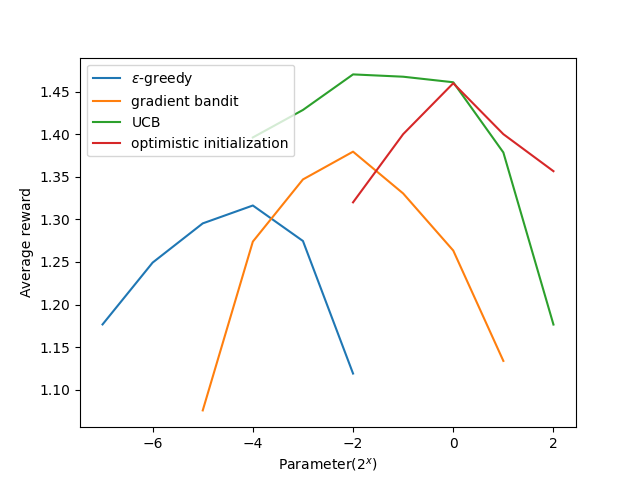 ε-greedy
gradient bandit
UCB
optimistic initialization
1.45
1.40
1.35
1.30
1.25
1.20
1.15
1.10
Average reward
−6 −4 −2 0 2
Parameter(2^x)